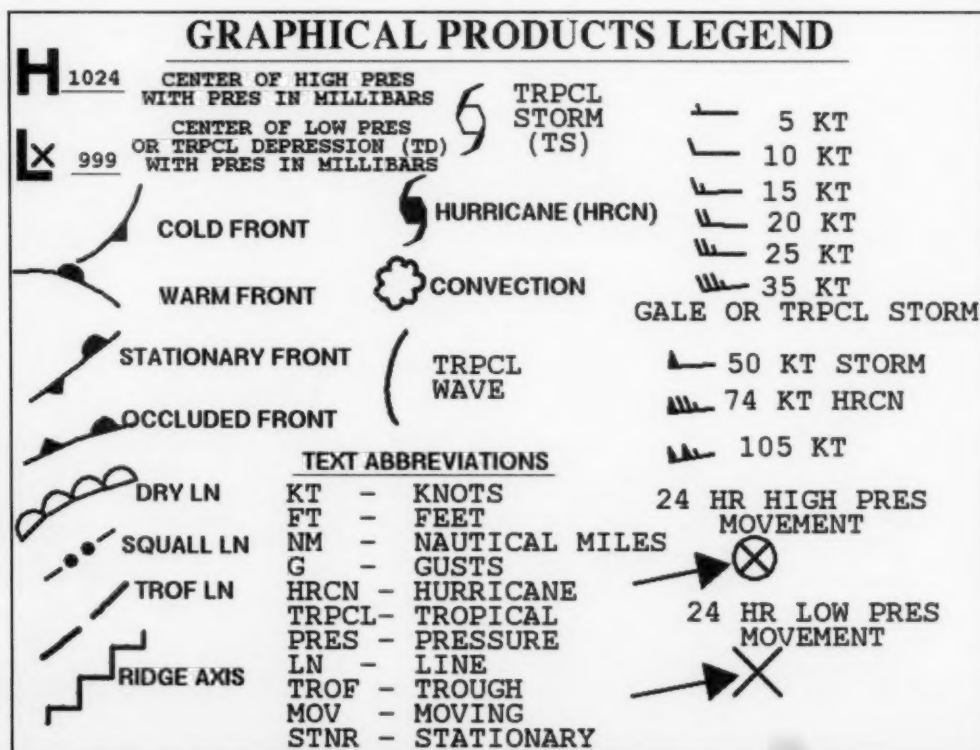 GRAPHICAL PRODUCTS LEGEND
H 1024 CENTER OF HIGH PRES
WITH PRES IN MILLIBARS
L 999 CENTER OF LOW PRES
OR TRPCL DEPRESSION (TD)
WITH PRES IN MILLIBARS
COLD FRONT
WARM FRONT
STATIONARY FRONT
OCCLUDED FRONT
DRY LN
SQUALL LN
TROF LN
RIDGE AXIS
TRPCL
STORM
(TS)
HURRICANE (HRCN)
CONVECTION
TRPCL
WAVE
TEXT ABBREVIATIONS
KT - KNOTS
FT - FEET
NM - NAUTICAL MILES
G - GUSTS
HRCN - HURRICANE
TRPCL- TROPICAL
PRES - PRESSURE
LN - LINE
TROF - TROUGH
MOV - MOVING
STNR - STATIONARY
5 KT
10 KT
15 KT
20 KT
25 KT
35 KT
GALE OR TRPCL STORM
50 KT STORM
74 KT HRCN
105 KT
24 HR HIGH PRES
MOVEMENT
24 HR LOW PRES
MOVEMENT